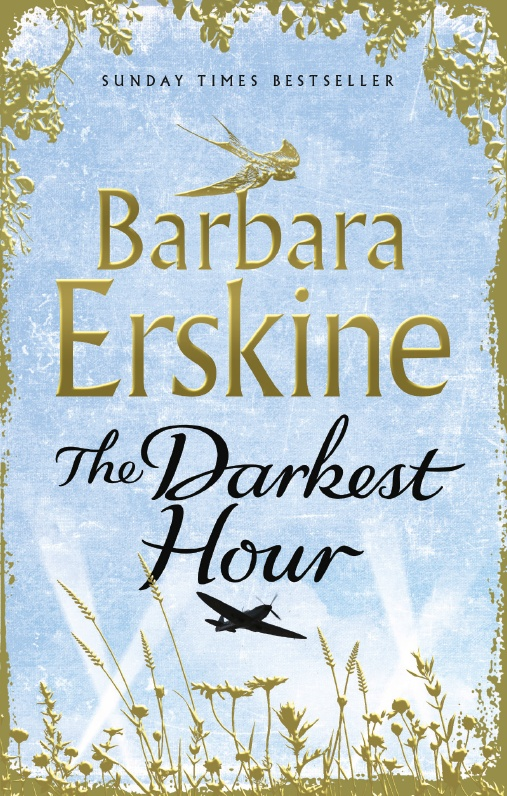 SUNDAY TIMES BESTSELLER
Barbara
Erskine
The Darkest
Hour